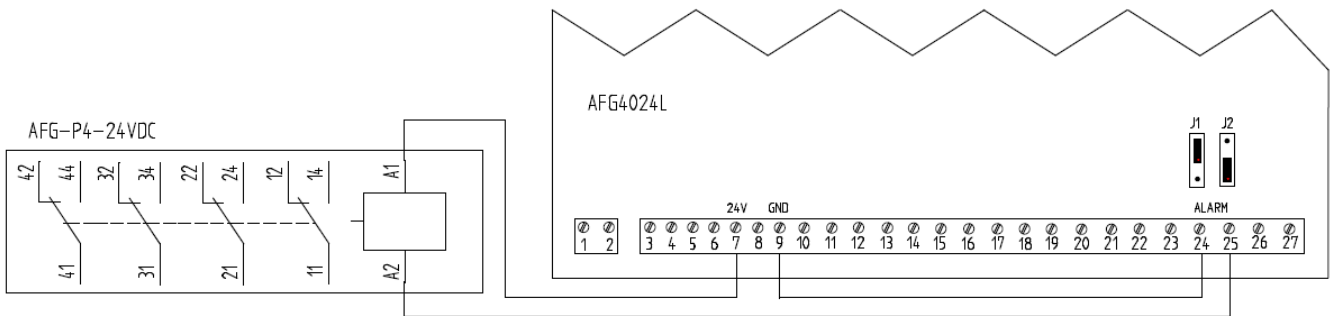 AFG4024L
AFG-P4-24VDC
J1 J2
42 44 32 34 22 24 12 14 A1
24V GND ALARM
1 2 3 4 5 6 7 8 9 10 11 12 13 14 15 16 17 18 19 20 21 22 23 24 25 26 27
41 31 21 11 A2